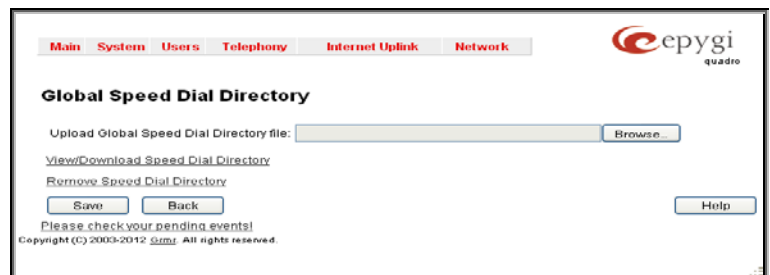 Main System Users Telephony Internet Uplink Network
epygi
quadro
Global Speed Dial Directory
Upload Global Speed Dial Directory file: Browse...
View/Download Speed Dial Directory
Remove Speed Dial Directory
Save Back Help
Please check your pending events!
Copyright (C) 2003-2012 Grmr. All rights reserved.